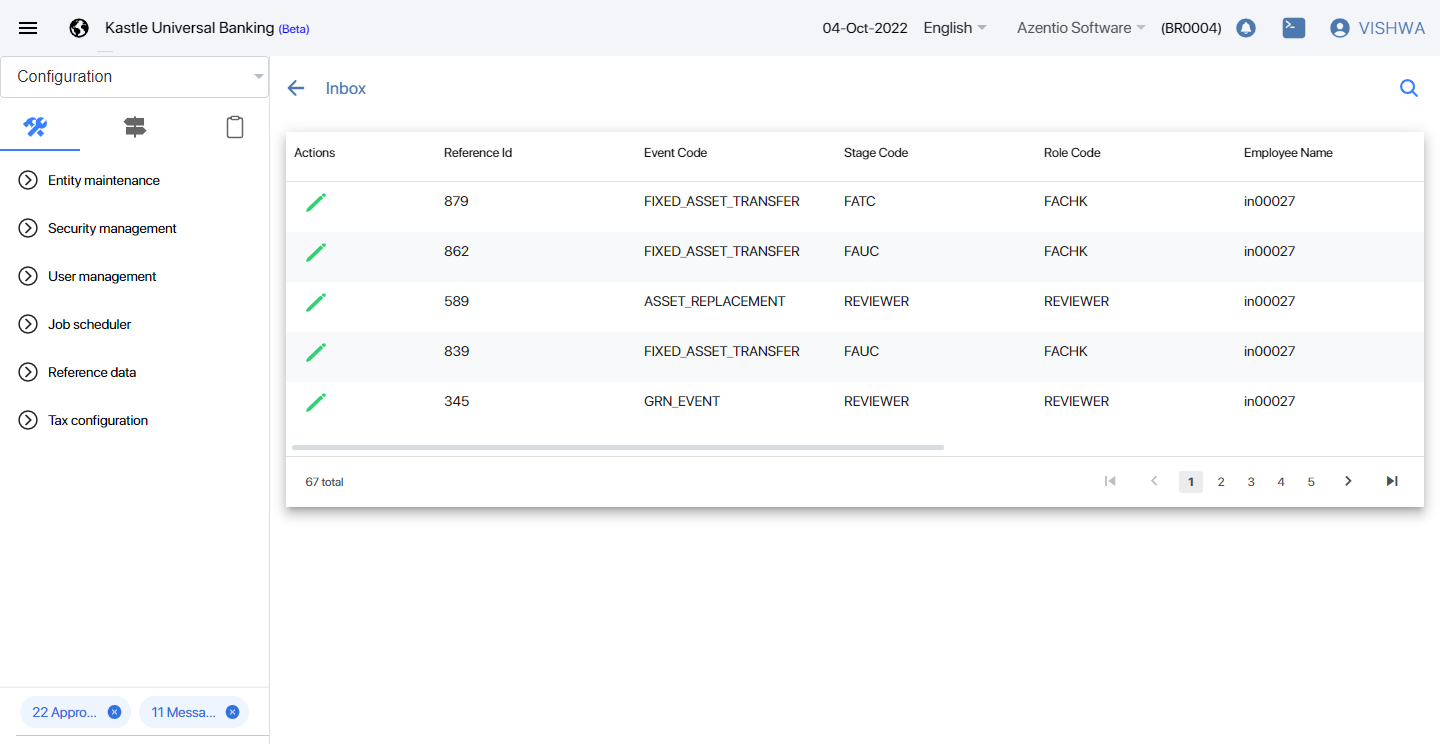 Kastle Universal Banking (Beta) 04-Oct-2022 English Azentio Software (BR0004) VISHWA
Configuration
Inbox
Entity maintenance
Security management
User management
Job scheduler
Reference data
Tax configuration
Actions Reference Id Event Code Stage Code Role Code Employee Name
879 FIXED_ASSET_TRANSFER FATC FACHK in00027
862 FIXED_ASSET_TRANSFER FAUC FACHK in00027
589 ASSET_REPLACEMENT REVIEWER REVIEWER in00027
839 FIXED_ASSET_TRANSFER FAUC FACHK in00027
345 GRN_EVENT REVIEWER REVIEWER in00027
67 total 1 2 3 4 5
22 Appro... 11 Messa...